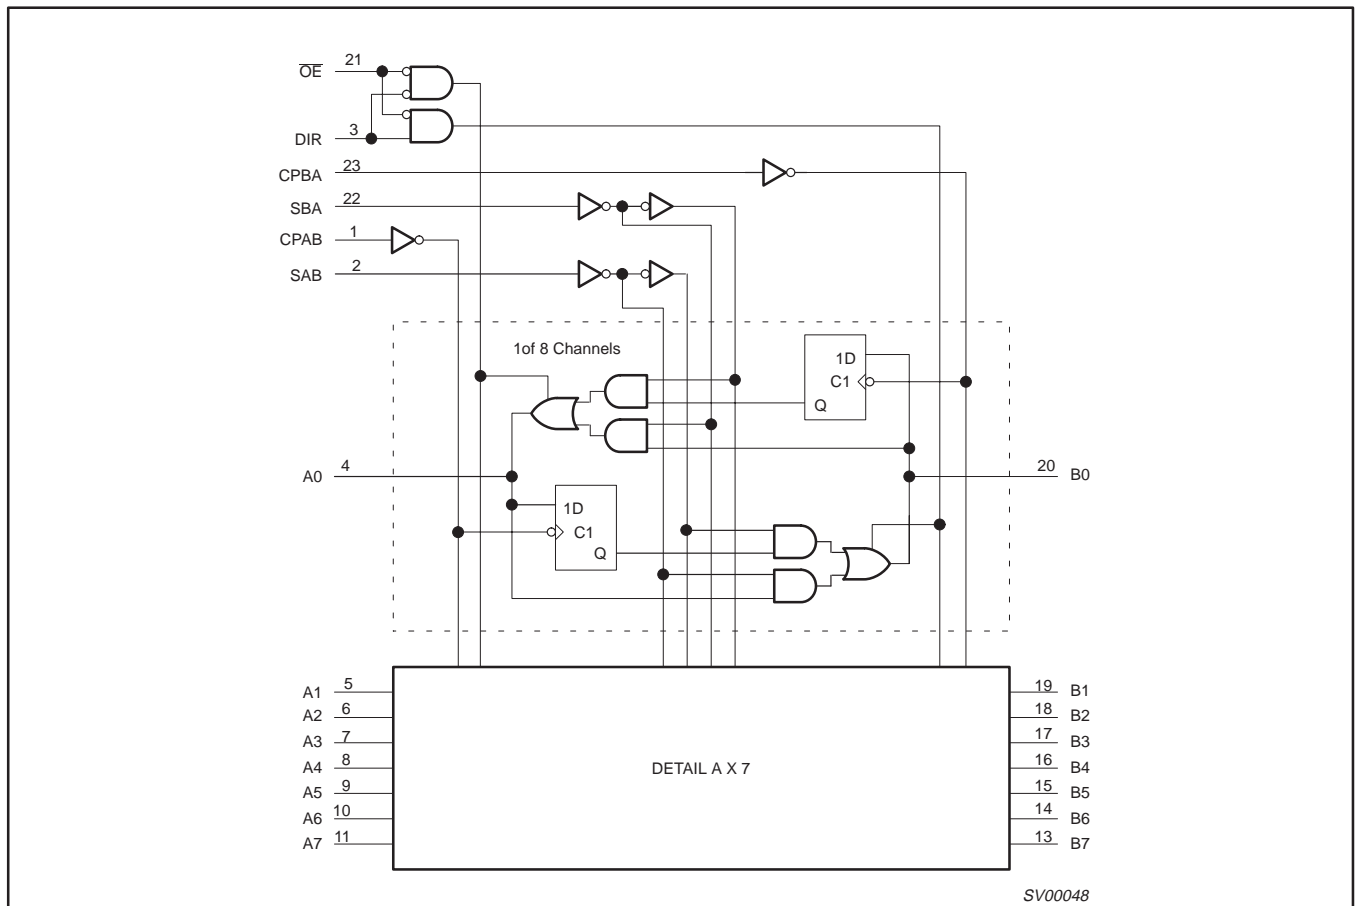 OE 21
DIR 3
CPBA 23
SBA 22
CPAB 1
SAB 2
1of 8 Channels
1D
C1
Q
A0 4
20 B0
1D
C1
Q
A1 5
A2 6
A3 7
A4 8
A5 9
A6 10
A7 11
DETAIL A X 7
19 B1
18 B2
17 B3
16 B4
15 B5
14 B6
13 B7
SV00048